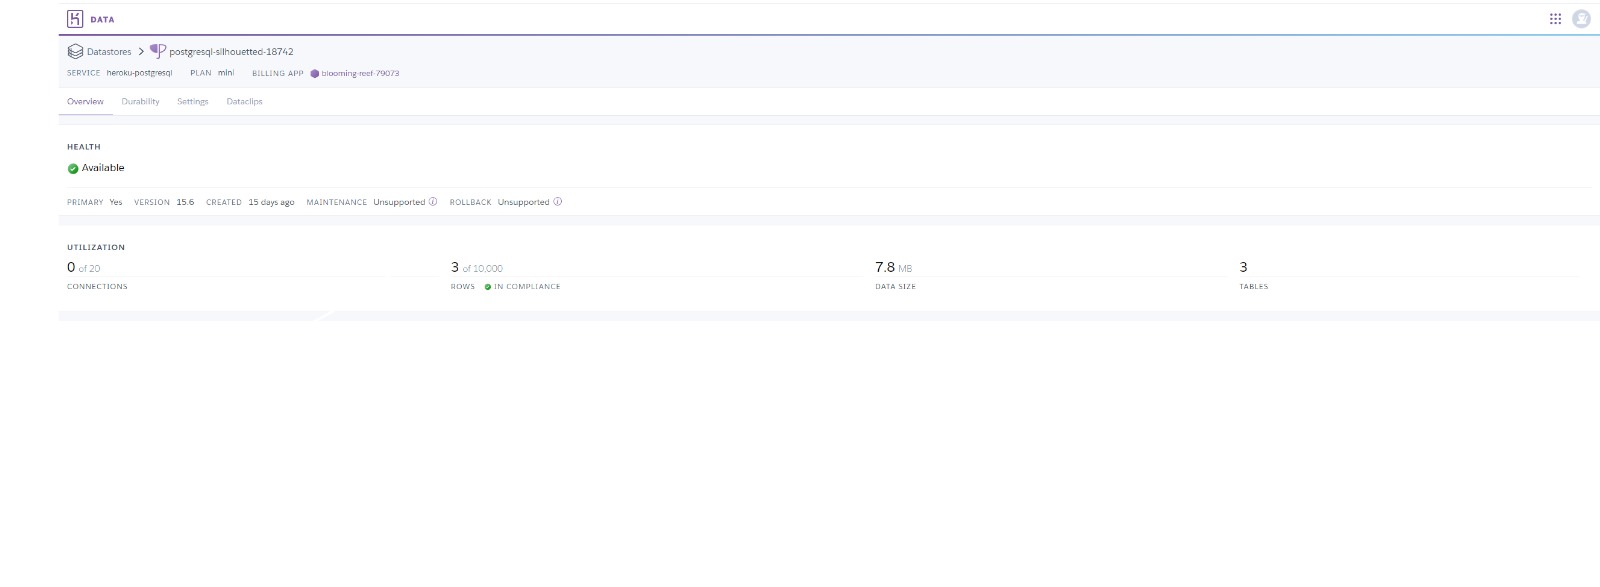 DATA
Datastores > postgresql-silhouetted-18742
SERVICE heroku-postgresql PLAN mini BILLING APP blooming-reef-79073
Overview Durability Settings Dataclips
HEALTH
Available
PRIMARY Yes VERSION 15.6 CREATED 15 days ago MAINTENANCE Unsupported ROLLBACK Unsupported
UTILIZATION
0 of 20 3 of 10,000 7.8 MB 3
CONNECTIONS ROWS IN COMPLIANCE DATA SIZE TABLES